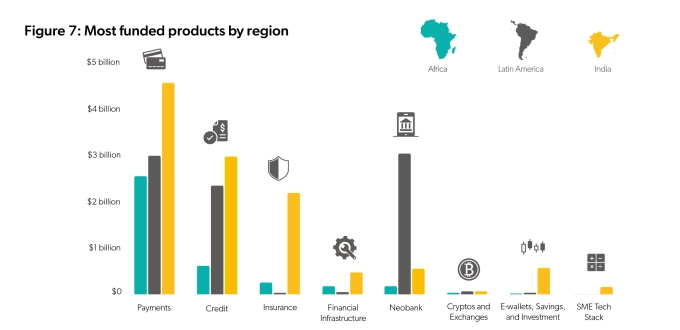 Figure 7: Most funded products by region
Africa
Latin America
India
$5 billion
$4 billion
$3 billion
$2 billion
$1 billion
$0
Payments
Credit
Insurance
Financial
Infrastructure
Neobank
Cryptos and
Exchanges
E-wallets, Savings,
and Investment
SME Tech
Stack